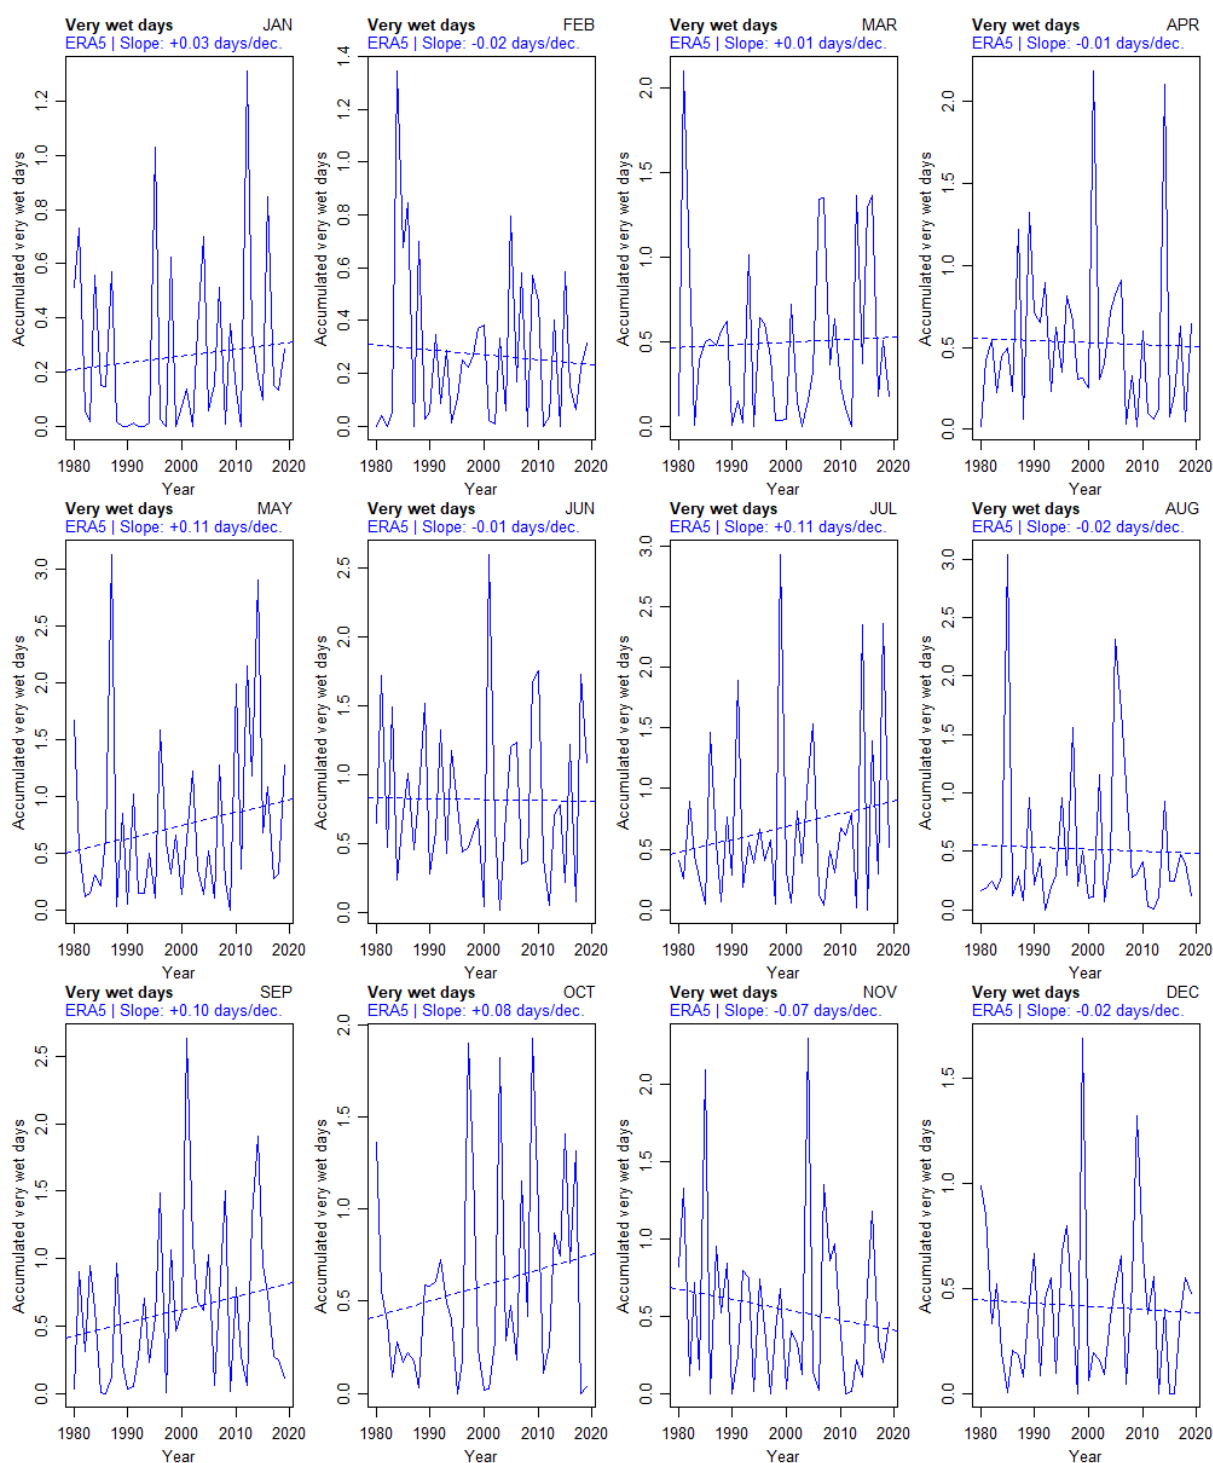 Very wet days JAN
ERA5 | Slope: +0.03 days/dec.
Accumulated very wet days
0.0 0.2 0.4 0.6 0.8 1.0 1.2
1980 1990 2000 2010 2020
Year
Very wet days FEB
ERA5 | Slope: -0.02 days/dec.
Accumulated very wet days
0.0 0.2 0.4 0.6 0.8 1.0 1.2 1.4
1980 1990 2000 2010 2020
Year
Very wet days MAR
ERA5 | Slope: +0.01 days/dec.
Accumulated very wet days
0.0 0.5 1.0 1.5 2.0
1980 1990 2000 2010 2020
Year
Very wet days APR
ERA5 | Slope: -0.01 days/dec.
Accumulated very wet days
0.0 0.5 1.0 1.5 2.0
1980 1990 2000 2010 2020
Year
Very wet days MAY
ERA5 | Slope: +0.11 days/dec.
Accumulated very wet days
0.0 0.5 1.0 1.5 2.0 2.5 3.0
1980 1990 2000 2010 2020
Year
Very wet days JUN
ERA5 | Slope: -0.01 days/dec.
Accumulated very wet days
0.0 0.5 1.0 1.5 2.0 2.5
1980 1990 2000 2010 2020
Year
Very wet days JUL
ERA5 | Slope: +0.11 days/dec.
Accumulated very wet days
0.0 0.5 1.0 1.5 2.0 2.5 3.0
1980 1990 2000 2010 2020
Year
Very wet days AUG
ERA5 | Slope: -0.02 days/dec.
Accumulated very wet days
0.0 0.5 1.0 1.5 2.0 2.5 3.0
1980 1990 2000 2010 2020
Year
Very wet days SEP
ERA5 | Slope: +0.10 days/dec.
Accumulated very wet days
0.0 0.5 1.0 1.5 2.0 2.5
1980 1990 2000 2010 2020
Year
Very wet days OCT
ERA5 | Slope: +0.08 days/dec.
Accumulated very wet days
0.0 0.5 1.0 1.5 2.0
1980 1990 2000 2010 2020
Year
Very wet days NOV
ERA5 | Slope: -0.07 days/dec.
Accumulated very wet days
0.0 0.5 1.0 1.5 2.0
1980 1990 2000 2010 2020
Year
Very wet days DEC
ERA5 | Slope: -0.02 days/dec.
Accumulated very wet days
0.0 0.5 1.0 1.5
1980 1990 2000 2010 2020
Year